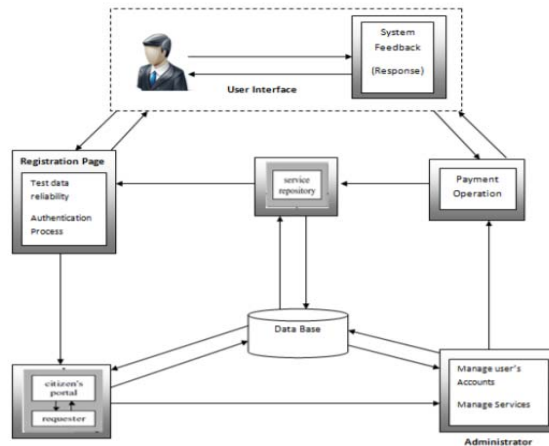 System
Feedback
(Response)
User Interface
Registration Page
Test data
reliability
Authentication
Process
service
repository
Payment
Operation
Data Base
citizen's
portal
requester
Manage user's
Accounts
Manage Services
Administrator